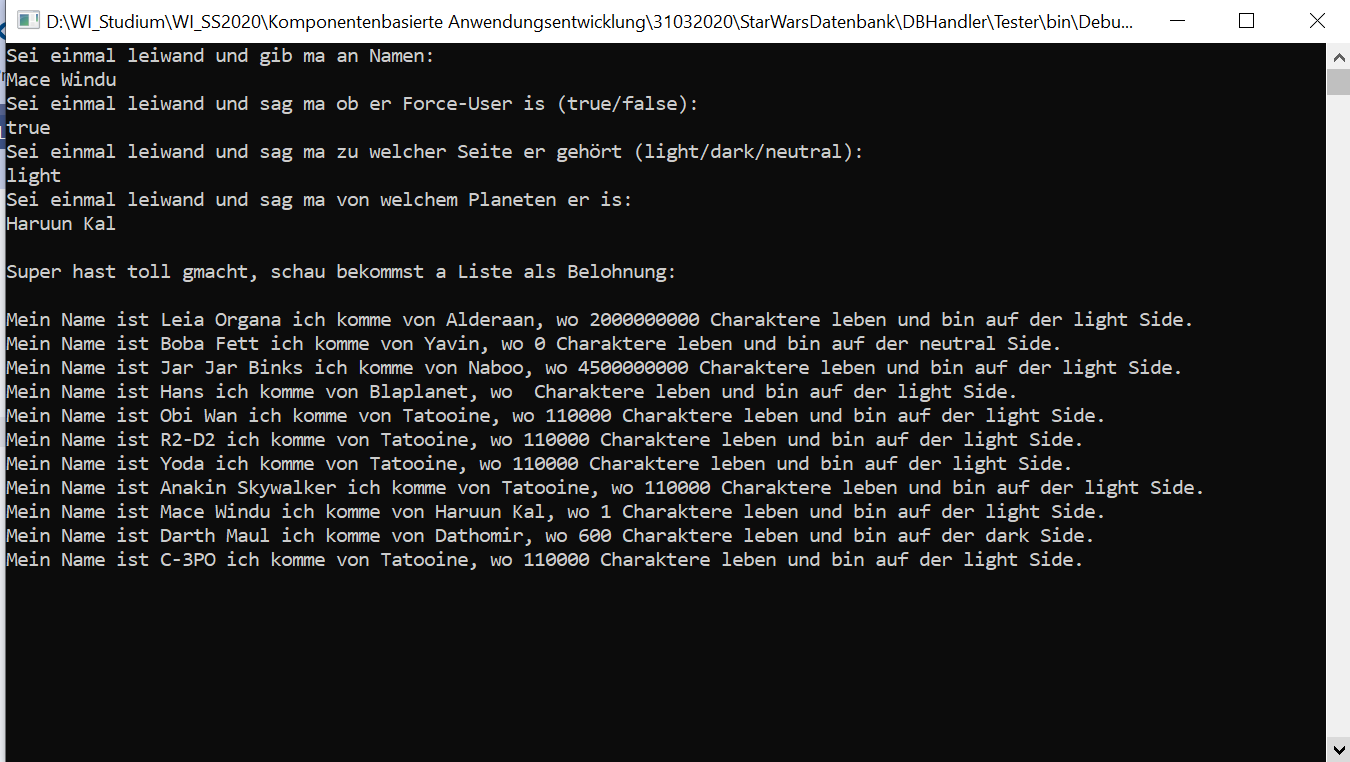 D:\WI_Studium\WI_SS2020\Komponentenbasierte Anwendungsentwicklung\31032020\StarWarsDatenbank\DBHandler\Tester\bin\Debu...
Sei einmal leiwand und gib ma an Namen:
Mace Windu
Sei einmal leiwand und sag ma ob er Force-User is (true/false):
true
Sei einmal leiwand und sag ma zu welcher Seite er gehört (light/dark/neutral):
light
Sei einmal leiwand und sag ma von welchem Planeten er is:
Haruun Kal
Super hast toll gmacht, schau bekommst a Liste als Belohnung:
Mein Name ist Leia Organa ich komme von Alderaan, wo 2000000000 Charaktere leben und bin auf der light Side.
Mein Name ist Boba Fett ich komme von Yavin, wo 0 Charaktere leben und bin auf der neutral Side.
Mein Name ist Jar Jar Binks ich komme von Naboo, wo 4500000000 Charaktere leben und bin auf der light Side.
Mein Name ist Hans ich komme von Blaplanet, wo  Charaktere leben und bin auf der light Side.
Mein Name ist Obi Wan ich komme von Tatooine, wo 110000 Charaktere leben und bin auf der light Side.
Mein Name ist R2-D2 ich komme von Tatooine, wo 110000 Charaktere leben und bin auf der light Side.
Mein Name ist Yoda ich komme von Tatooine, wo 110000 Charaktere leben und bin auf der light Side.
Mein Name ist Anakin Skywalker ich komme von Tatooine, wo 110000 Charaktere leben und bin auf der light Side.
Mein Name ist Mace Windu ich komme von Haruun Kal, wo 1 Charaktere leben und bin auf der light Side.
Mein Name ist Darth Maul ich komme von Dathomir, wo 600 Charaktere leben und bin auf der dark Side.
Mein Name ist C-3PO ich komme von Tatooine, wo 110000 Charaktere leben und bin auf der light Side.